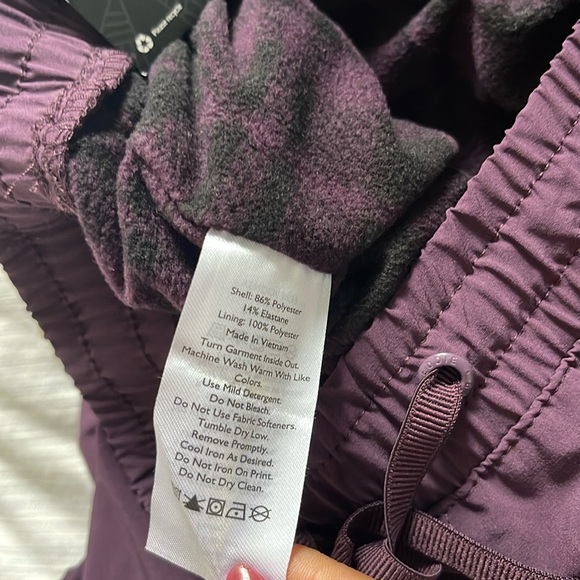 Please recycle
Shell: 86% Polyester
14% Elastane
Lining: 100% Polyester
Made In Vietnam
Turn Garment Inside Out.
Machine Wash Warm With Like
Colors.
Use Mild Detergent.
Do Not Bleach.
Do Not Use Fabric Softeners.
Tumble Dry Low.
Remove Promptly.
Cool Iron As Desired.
Do Not Iron On Print.
Do Not Dry Clean.